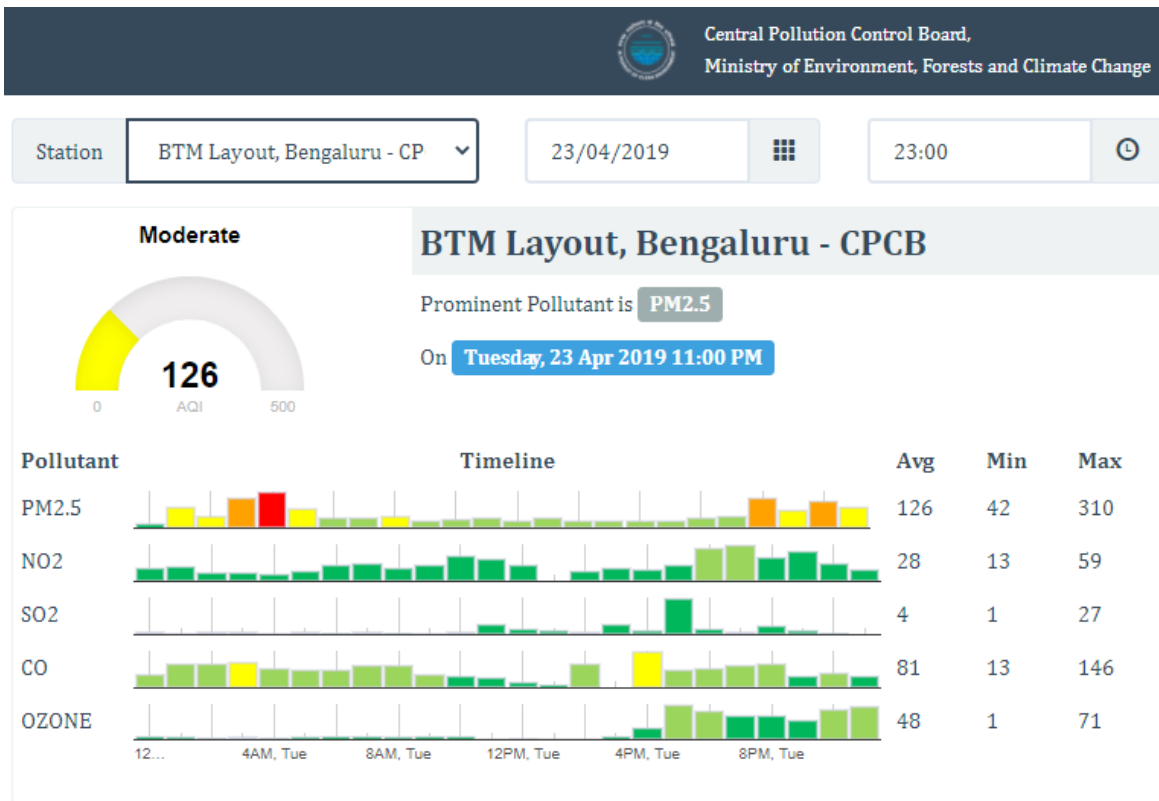 Central Pollution Control Board,
Ministry of Environment, Forests and Climate Change
Station BTM Layout, Bengaluru - CP 23/04/2019 23:00
Moderate
126
0 AQI 500
BTM Layout, Bengaluru - CPCB
Prominent Pollutant is PM2.5
On Tuesday, 23 Apr 2019 11:00 PM
Pollutant Timeline Avg Min Max
PM2.5 126 42 310
NO2 28 13 59
SO2 4 1 27
CO 81 13 146
OZONE 48 1 71
12... 4AM, Tue 8AM, Tue 12PM, Tue 4PM, Tue 8PM, Tue